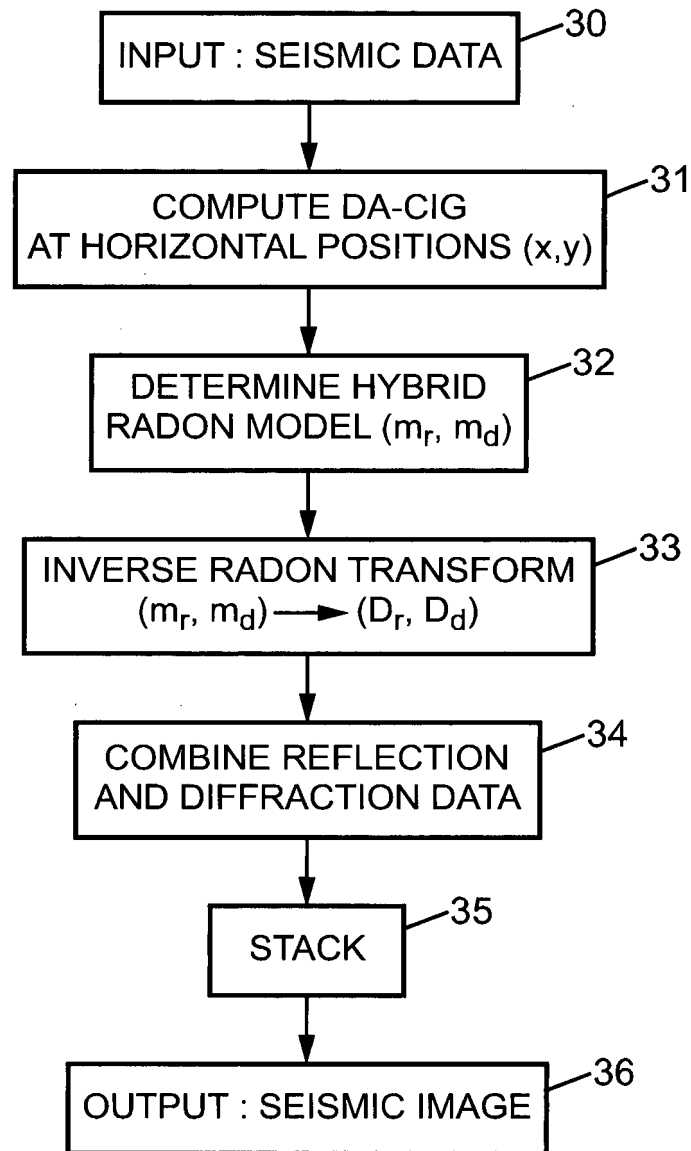 30
INPUT : SEISMIC DATA
31
COMPUTE DA-CIG
AT HORIZONTAL POSITIONS (x,y)
32
DETERMINE HYBRID
RADON MODEL (mr, md)
33
INVERSE RADON TRANSFORM
(mr, md) → (Dr, Dd)
34
COMBINE REFLECTION
AND DIFFRACTION DATA
35
STACK
36
OUTPUT : SEISMIC IMAGE